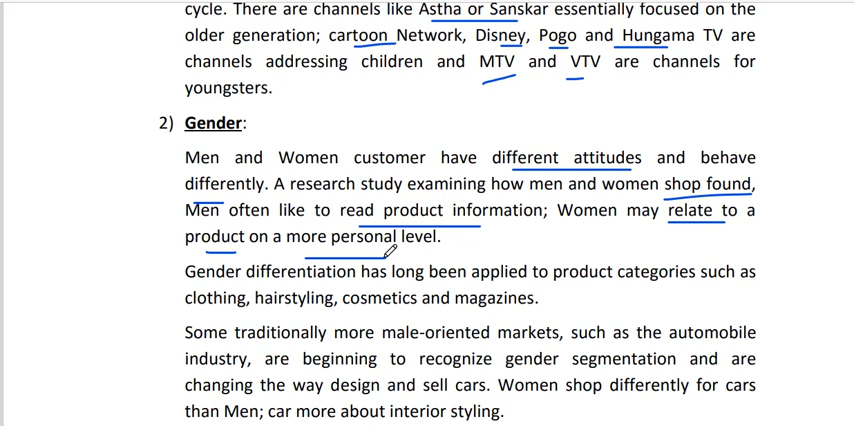 cycle. There are channels like Astha or Sanskar essentially focused on the
older generation; cartoon Network, Disney, Pogo and Hungama TV are
channels addressing children and MTV and VTV are channels for
youngsters.
2) Gender:
Men and Women customer have different attitudes and behave
differently. A research study examining how men and women shop found,
Men often like to read product information; Women may relate to a
product on a more personal level.
Gender differentiation has long been applied to product categories such as
clothing, hairstyling, cosmetics and magazines.
Some traditionally more male-oriented markets, such as the automobile
industry, are beginning to recognize gender segmentation and are
changing the way design and sell cars. Women shop differently for cars
than Men; car more about interior styling.